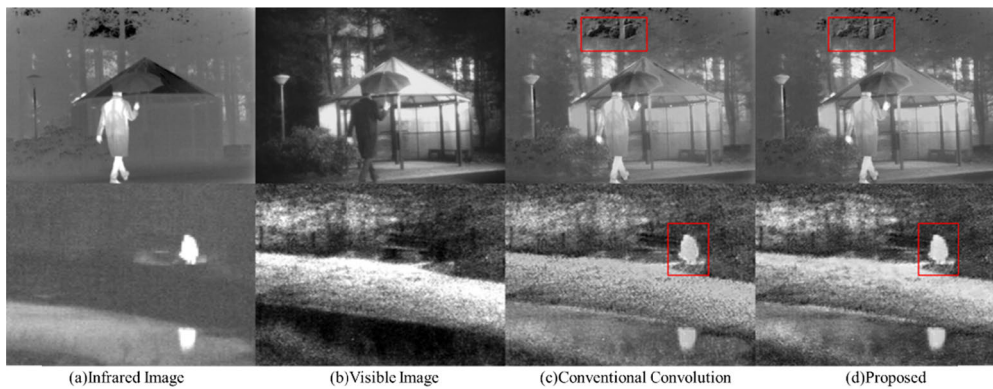 (a)Infrared Image
(b)Visible Image
(c)Conventional Convolution
(d)Proposed